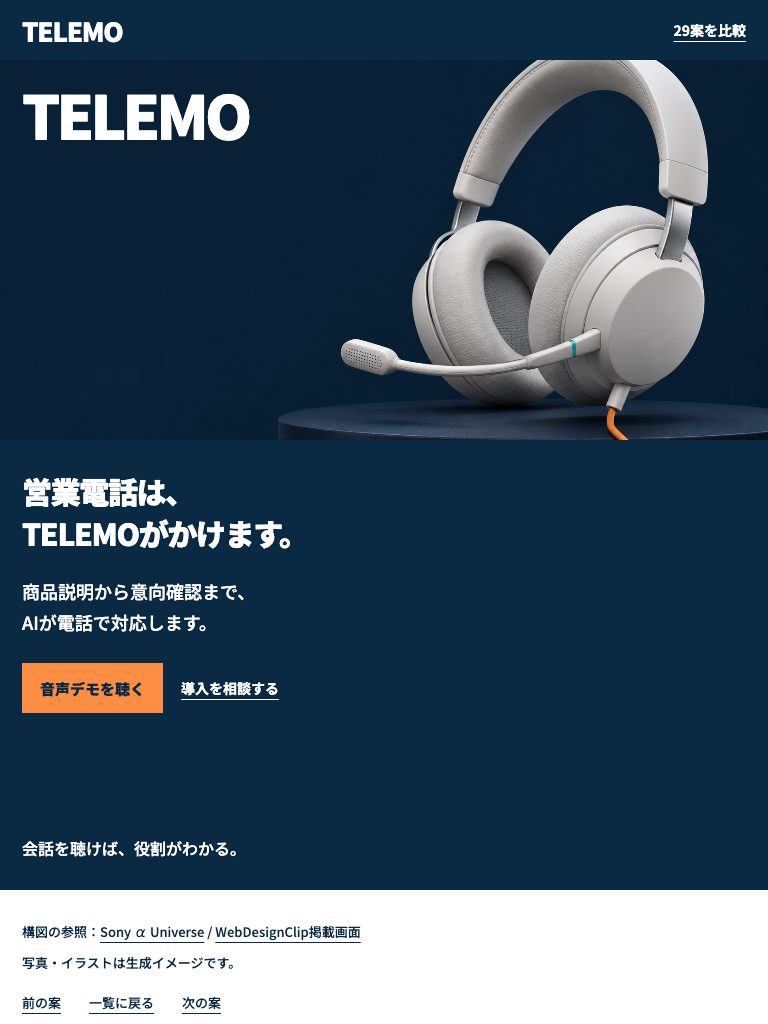 TELEMO
29案を比較
TELEMO
営業電話は、
TELEMOがかけます。
商品説明から意向確認まで、
AIが電話で対応します。
音声デモを聴く
導入を相談する
会話を聴けば、役割がわかる。
構図の参照：Sony α Universe / WebDesignClip掲載画面
写真・イラストは生成イメージです。
前の案 一覧に戻る 次の案